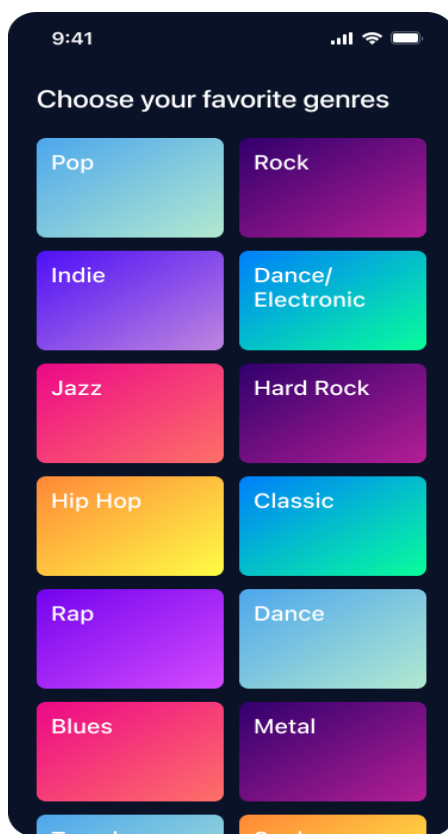 9:41
Choose your favorite genres
Pop
Rock
Indie
Dance/
Electronic
Jazz
Hard Rock
Hip Hop
Classic
Rap
Dance
Blues
Metal